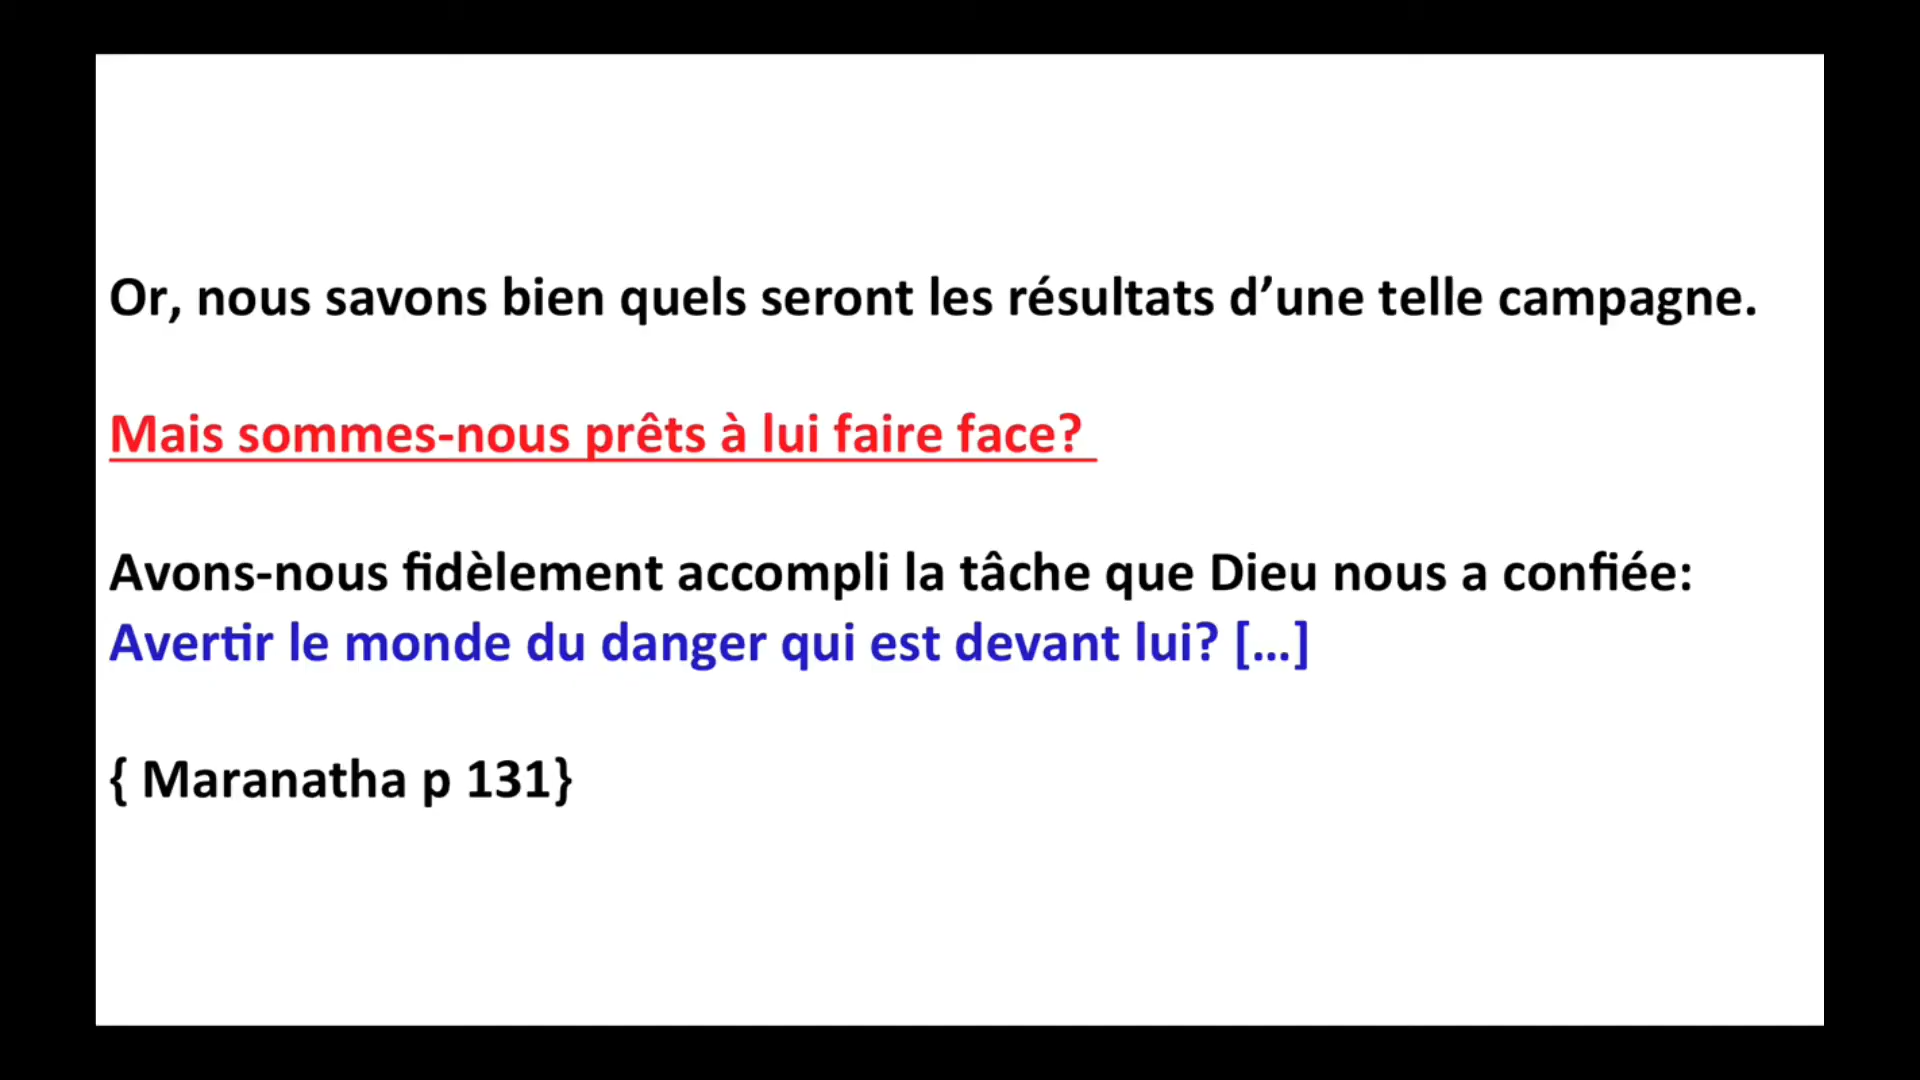 Or, nous savons bien quels seront les résultats d’une telle campagne.
Mais sommes-nous prêts à lui faire face?
Avons-nous fidèlement accompli la tâche que Dieu nous a confiée:
Avertir le monde du danger qui est devant lui? […]
{ Maranatha p 131}